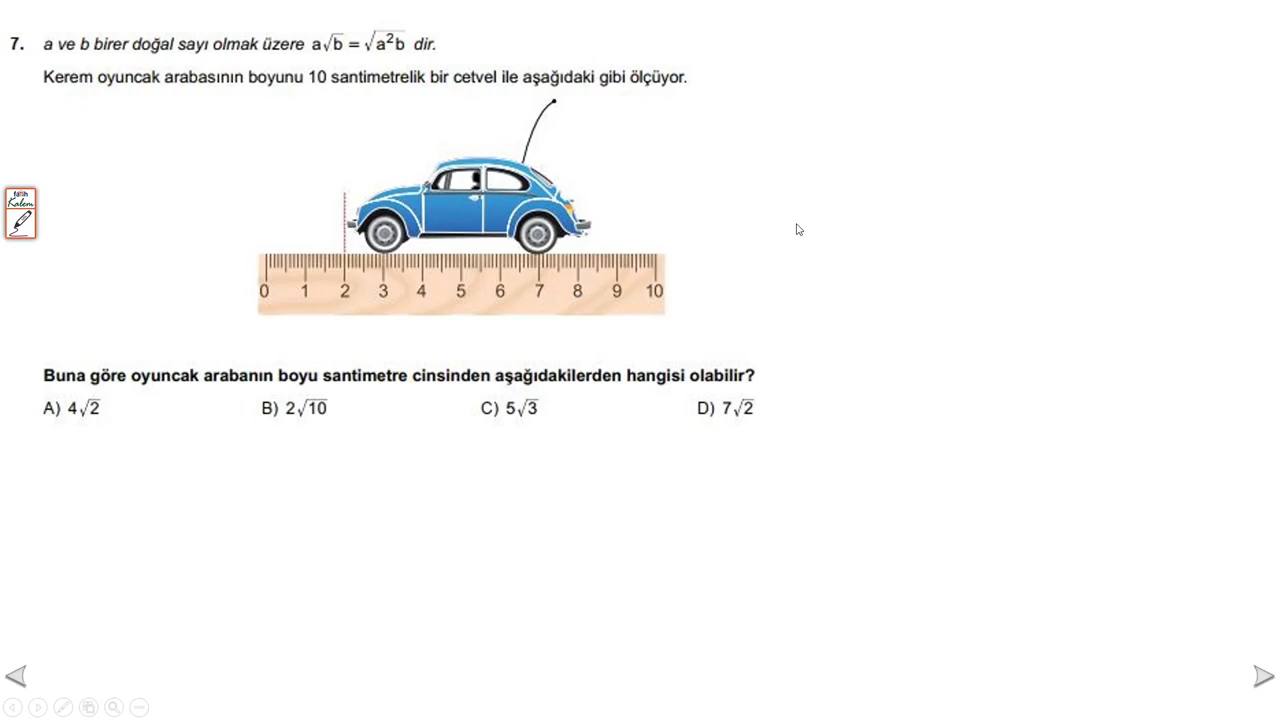 7. a ve b birer doğal sayı olmak üzere a√b = √a²b dir.
Kerem oyuncak arabasının boyunu 10 santimetrelik bir cetvel ile aşağıdaki gibi ölçüyor.
fatih
Kalem
0 1 2 3 4 5 6 7 8 9 10
Buna göre oyuncak arabanın boyu santimetre cinsinden aşağıdakilerden hangisi olabilir?
A) 4√2 B) 2√10 C) 5√3 D) 7√2